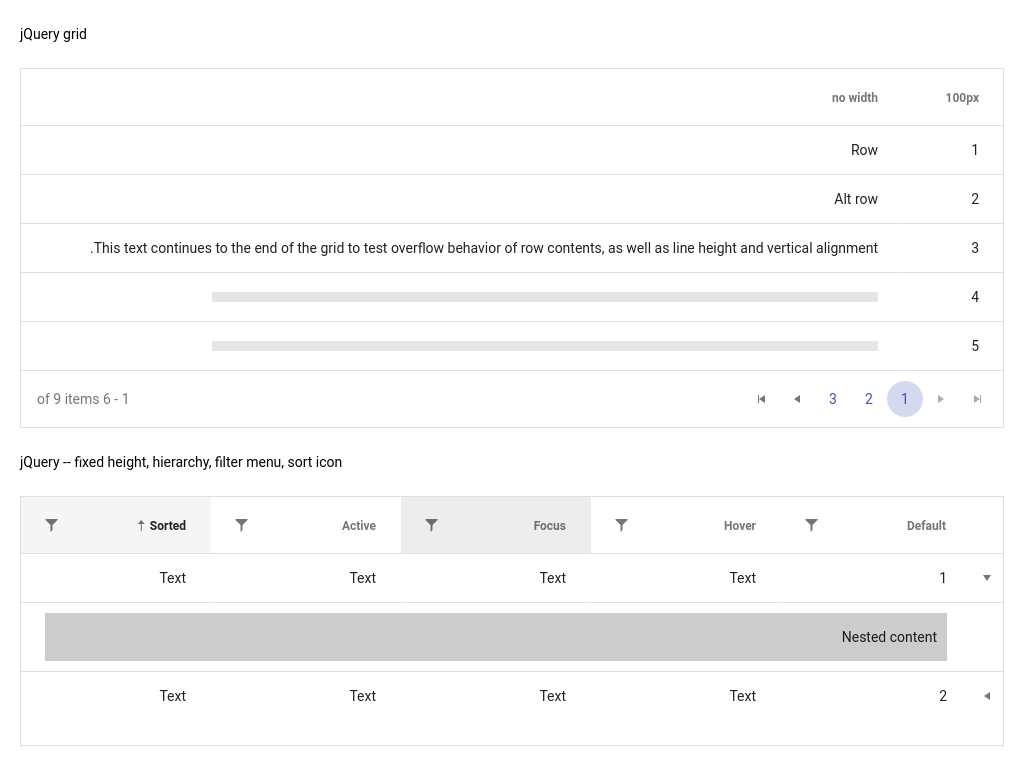 jQuery grid
no width 100px
Row 1
Alt row 2
.This text continues to the end of the grid to test overflow behavior of row contents, as well as line height and vertical alignment 3
4
5
of 9 items 6 - 1 3 2 1
jQuery -- fixed height, hierarchy, filter menu, sort icon
Sorted Active Focus Hover Default
Text Text Text Text 1
Nested content
Text Text Text Text 2